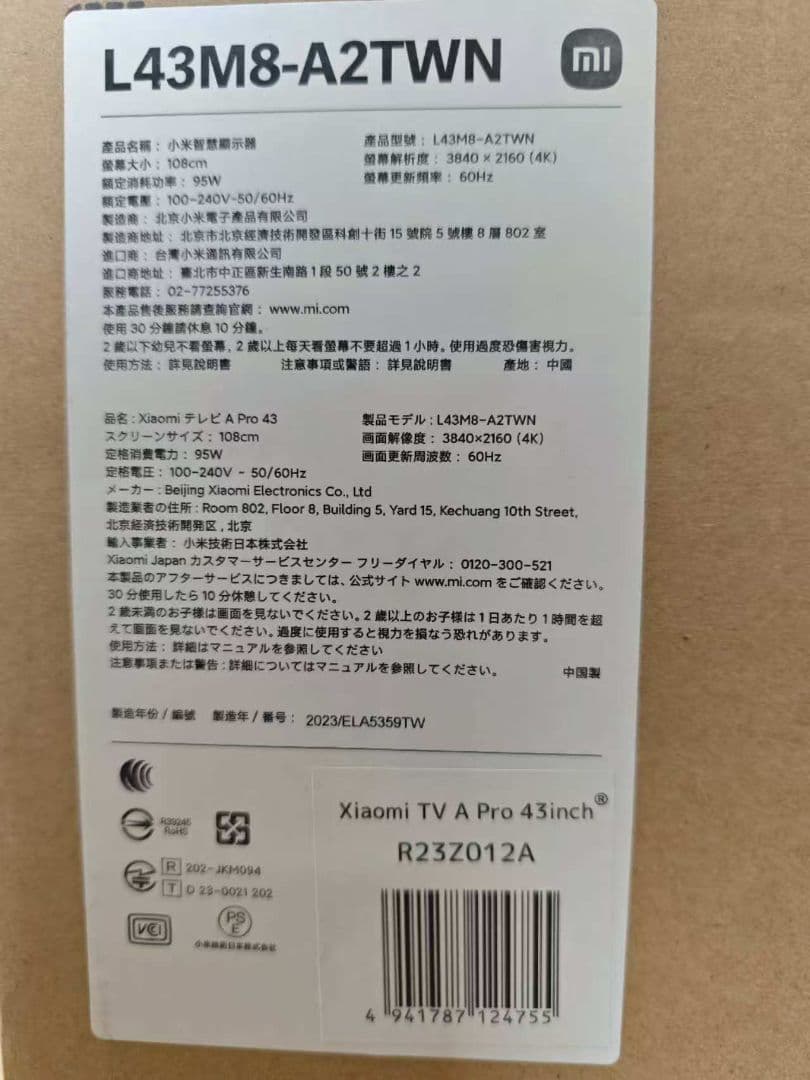 L43M8-A2TWN
mi
產品名稱：小米智慧顯示器 產品型號：L43M8-A2TWN
螢幕大小：108cm 螢幕解析度：3840 × 2160 (4K)
額定消耗功率：95W 螢幕更新頻率：60Hz
額定電壓：100-240V~50/60Hz
製造商：北京小米電子產品有限公司
製造商地址：北京市北京經濟技術開發區科創十街 15 號院 5 號樓 8 層 802 室
進口商：台灣小米通訊有限公司
進口商地址：臺北市中正區新生南路 1 段 50 號 2 樓之 2
服務電話：02-77255376
本產品售後服務請查詢官網：www.mi.com
使用 30 分鐘請休息 10 分鐘。
2 歲以下幼兒不看螢幕，2 歲以上每天看螢幕不要超過 1 小時。使用過度恐傷害視力。
使用方法：詳見說明書 注意事項或警語：詳見說明書 產地：中國
品名：Xiaomi テレビ A Pro 43 製品モデル：L43M8-A2TWN
スクリーンサイズ：108cm 画面解像度：3840×2160 (4K)
定格消費電力：95W 画面更新周波数：60Hz
定格電圧：100-240V ~ 50/60Hz
メーカー：Beijing Xiaomi Electronics Co., Ltd
製造業者の住所：Room 802, Floor 8, Building 5, Yard 15, Kechuang 10th Street,
北京経済技術開発区，北京
輸入事業者：小米技術日本株式会社
Xiaomi Japan カスタマーサービスセンター フリーダイヤル：0120-300-521
本製品のアフターサービスにつきましては、公式サイト www.mi.com をご確認ください。
30 分使用したら 10 分休憩してください。
2 歳未満のお子様は画面を見ないでください。2 歳以上のお子様は 1 日あたり 1 時間を超
えて画面を見ないでください。過度に使用すると視力を損なう恐れがあります。
使用方法：詳細はマニュアルを参照してください
注意事項または警告：詳細についてはマニュアルを参照してください。 中国製
製造年份 / 編號 製造年 / 番号：2023/ELA5359TW
R39246
RoHS
R 202-JKM094
T D 23-0021 202
VCCI
PS
E
小米技術日本株式会社
Xiaomi TV A Pro 43inch®
R23Z012A
4 941787 124755